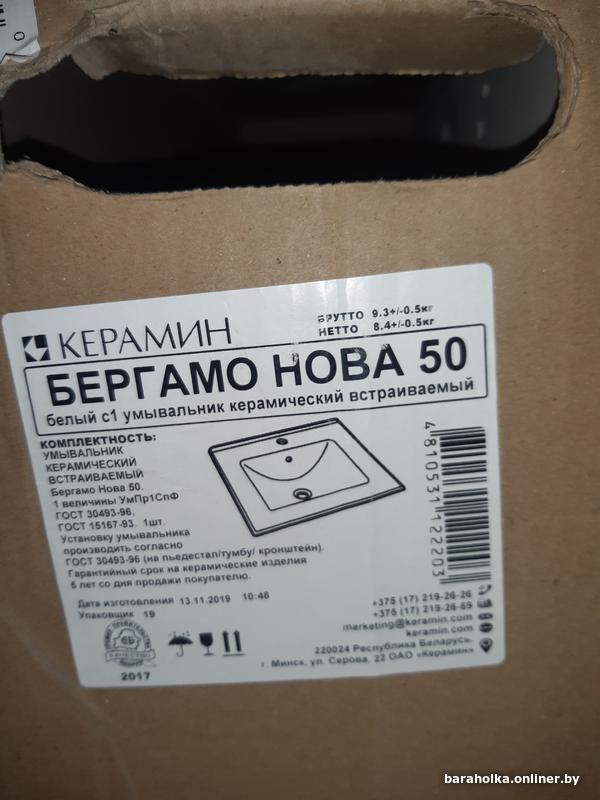 КЕРАМИН
БРУТТО 9.3+/-0.5кг
НЕТТО 8.4+/-0.5кг
БЕРГАМО НОВА 50
белый с1 умывальник керамический встраиваемый
КОМПЛЕКТНОСТЬ:
УМЫВАЛЬНИК
КЕРАМИЧЕСКИЙ
ВСТРАИВАЕМЫЙ
Бергамо Нова 50.
1 величины УмПр1СпФ
ГОСТ 30493-96,
ГОСТ 15167-93. 1шт.
Установку умывальника
производить согласно
ГОСТ 30493-96 (на пьедестал/тумбу/ кронштейн).
Гарантийный срок на керамические изделия
5 лет со дня продажи покупателю.
4810531122203
Дата изготовления 13.11.2019 10:48
Упаковщик 19
+375 (17) 219-26-26
+375 (17) 219-26-69
marketing@keramin.com
keramin.com
220024 Республика Беларусь.
г. Минск, ул. Серова, 22 ОАО «Керамин»
КАЧЕСТВО
2017
baraholka.onliner.by